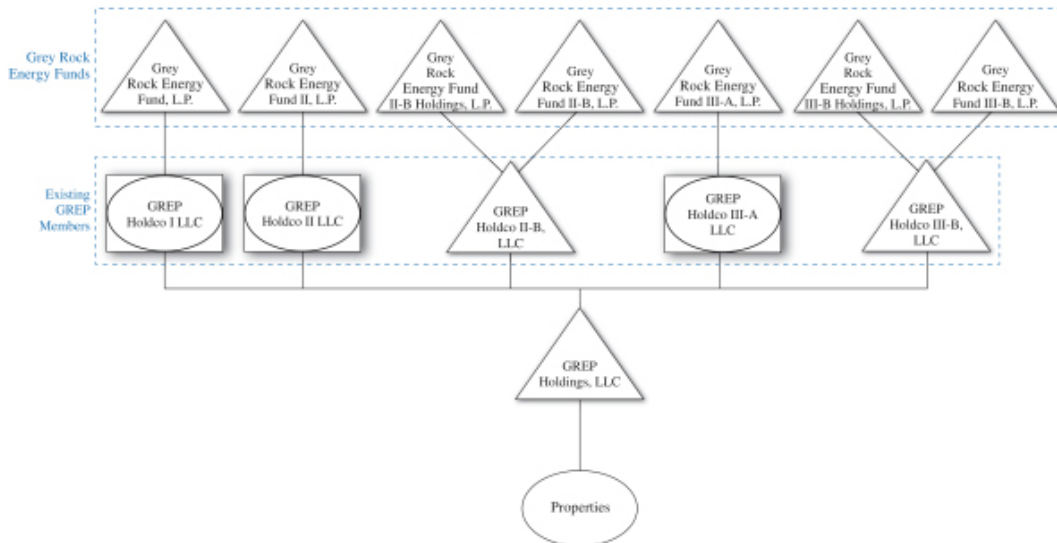 Grey Rock
Energy Funds
Grey
Rock Energy
Fund, L.P.
Grey
Rock Energy
Fund II, L.P.
Grey
Rock
Energy Fund
II-B Holdings, L.P.
Grey
Rock Energy
Fund II-B, L.P.
Grey
Rock Energy
Fund III-A, L.P.
Grey
Rock
Energy Fund
III-B Holdings, L.P.
Grey
Rock Energy
Fund III-B, L.P.
Existing
GREP
Members
GREP
Holdco I LLC
GREP
Holdco II LLC
GREP
Holdco II-B,
LLC
GREP
Holdco III-A
LLC
GREP
Holdco III-B,
LLC
GREP
Holdings, LLC
Properties